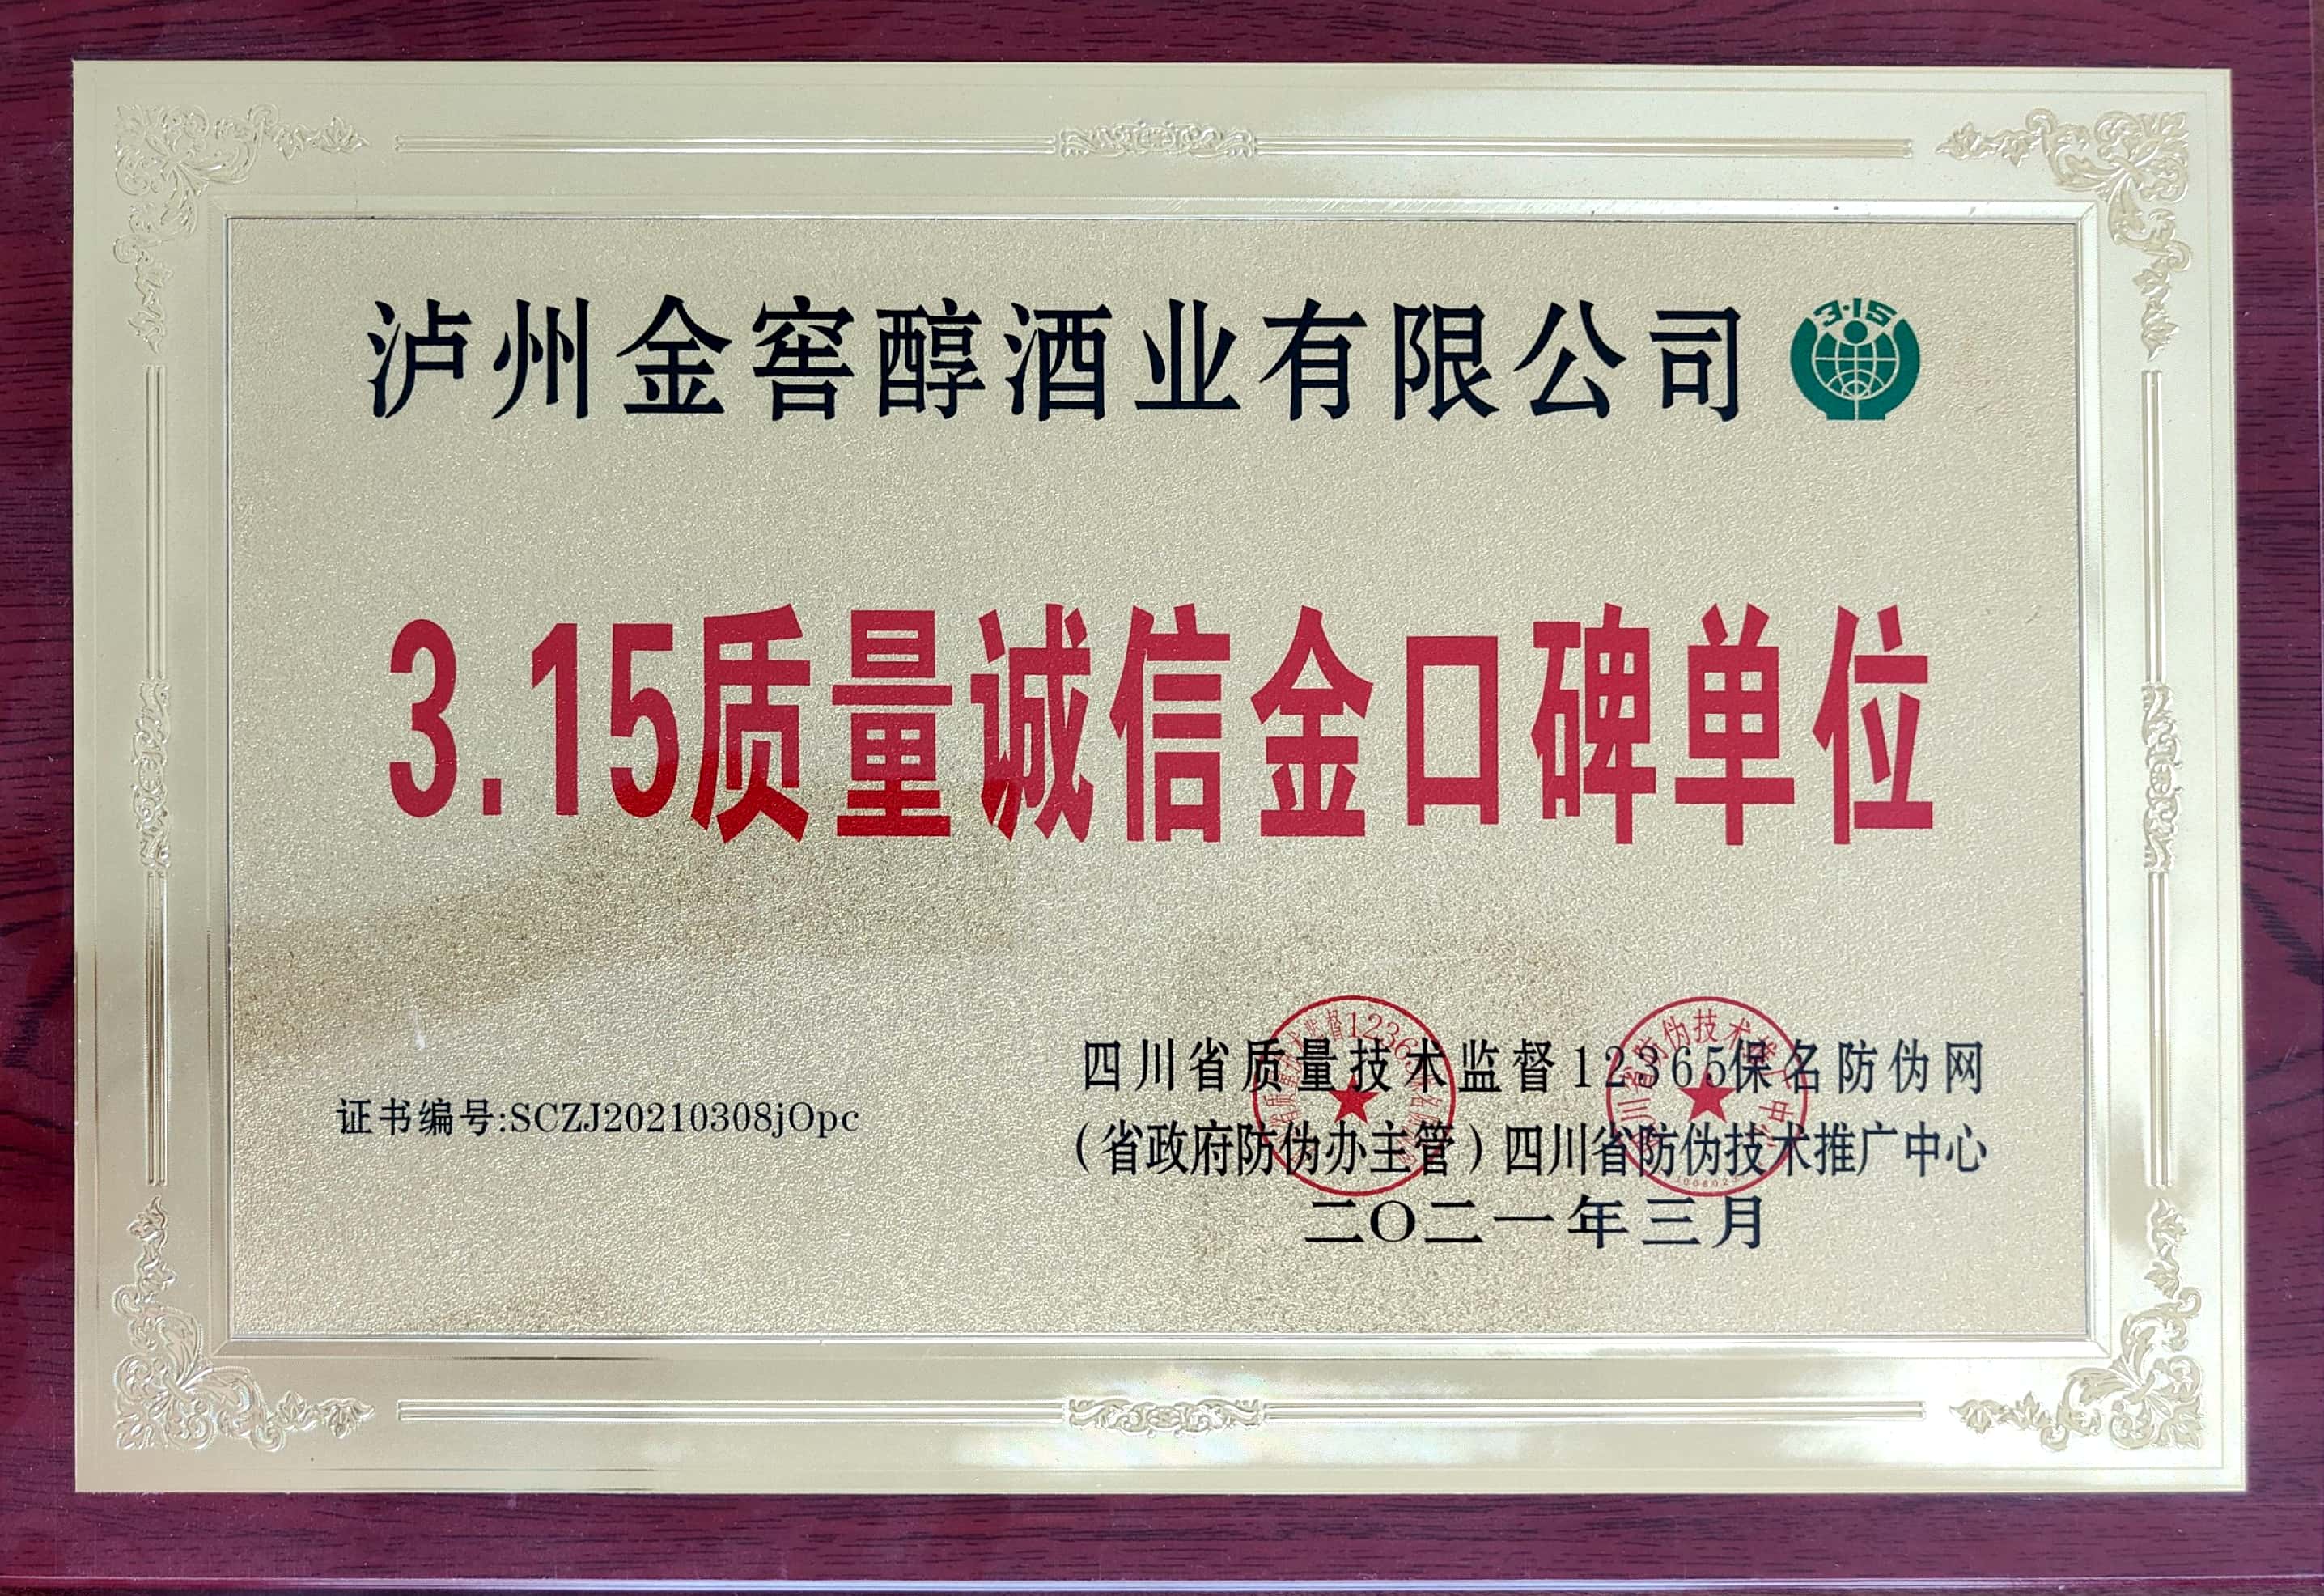 泸州金窖醇酒业有限公司
3·15
3.15质量诚信金口碑单位
证书编号:SCZJ20210308jOpc
四川省质量技术监督12365保名防伪网
（省政府防伪办主管）四川省防伪技术推广中心
二〇二一年三月